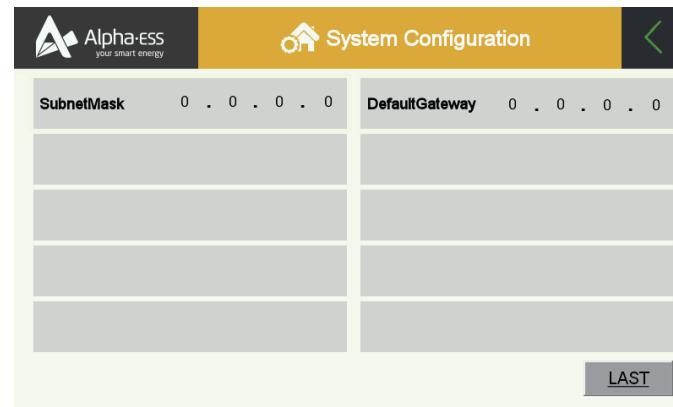 Alpha·ESS
your smart energy
System Configuration
SubnetMask 0 . 0 . 0 . 0
DefaultGateway 0 . 0 . 0 . 0
LAST